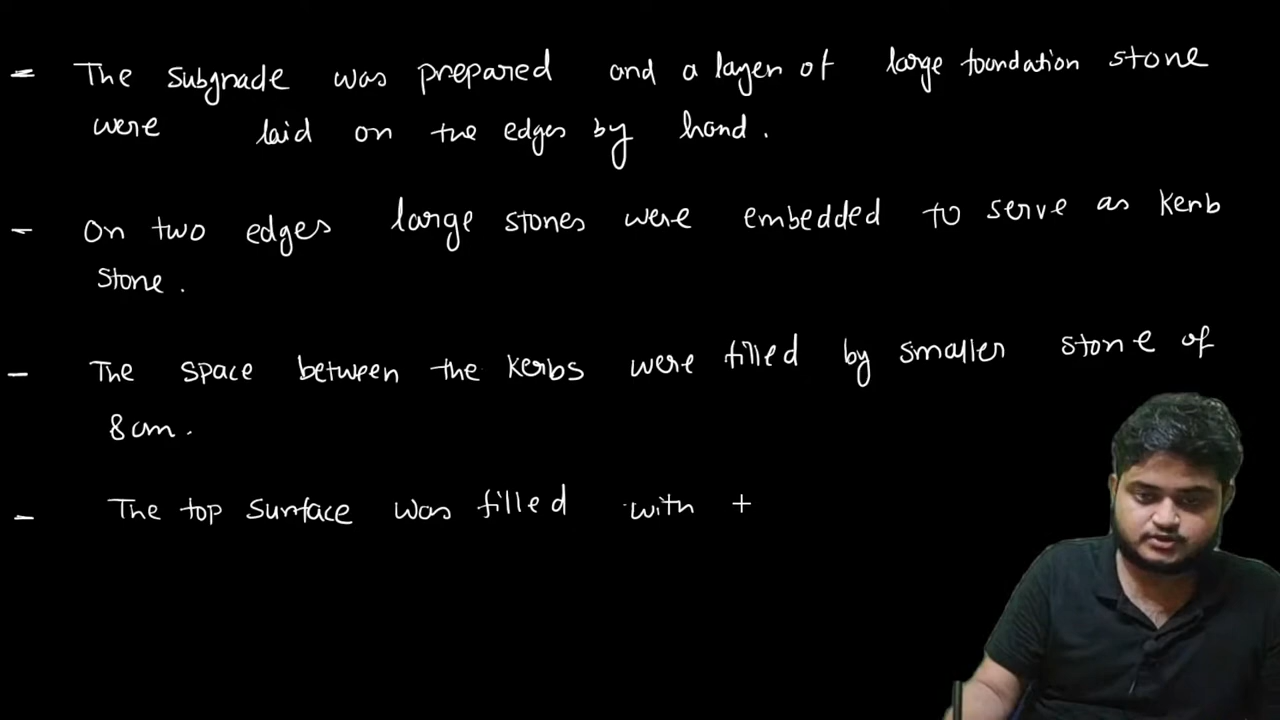 - The subgrade was prepared and a layer of large foundation stone
were laid on the edges by hand.
- On two edges large stones were embedded to serve as kerb
stone.
- The space between the kerbs were filled by smaller stone of
8cm.
- The top surface was filled with t